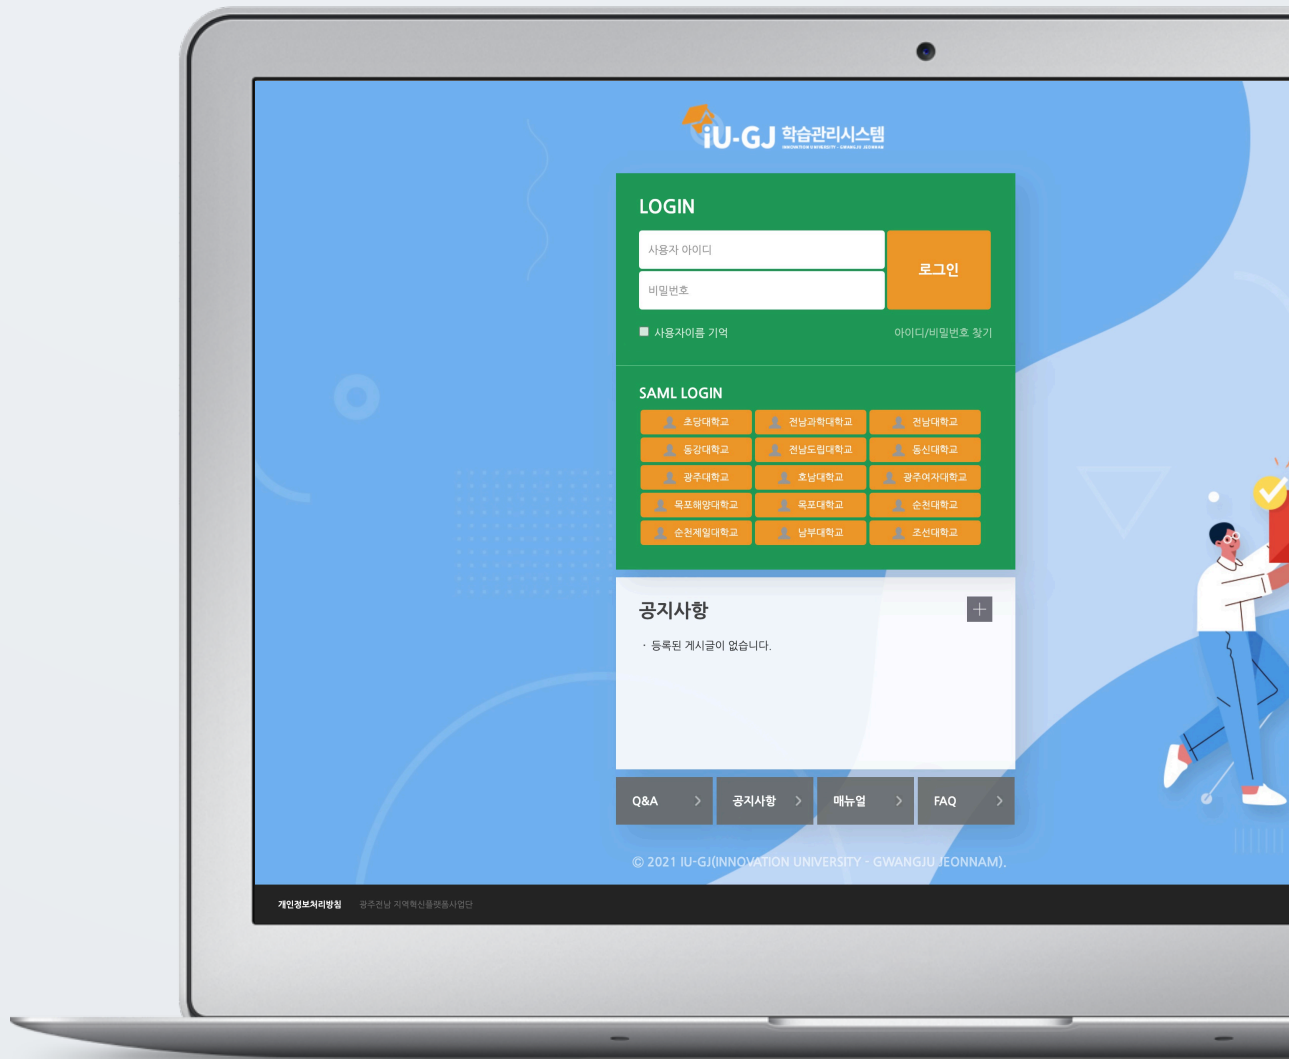 iU-GJ 학습관리시스템
INNOVATION UNIVERSITY - GWANGJU JEONNAM
LOGIN
사용자 아이디
로그인
비밀번호
사용자이름 기억
아이디/비밀번호 찾기
SAML LOGIN
초당대학교 전남과학대학교 전남대학교
동강대학교 전남도립대학교 동신대학교
광주대학교 호남대학교 광주여자대학교
목포해양대학교 목포대학교 순천대학교
순천제일대학교 남부대학교 조선대학교
공지사항
· 등록된 게시글이 없습니다.
Q&A 공지사항 매뉴얼 FAQ
© 2021 IU-GJ(INNOVATION UNIVERSITY - GWANGJU JEONNAM).
개인정보처리방침 광주전남 지역혁신플랫폼사업단